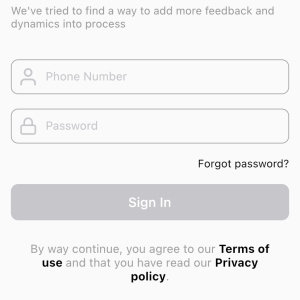 We've tried to find a way to add more feedback and
dynamics into process
Phone Number
Password
Forgot password?
Sign In
By way continue, you agree to our Terms of
use and that you have read our Privacy
policy.